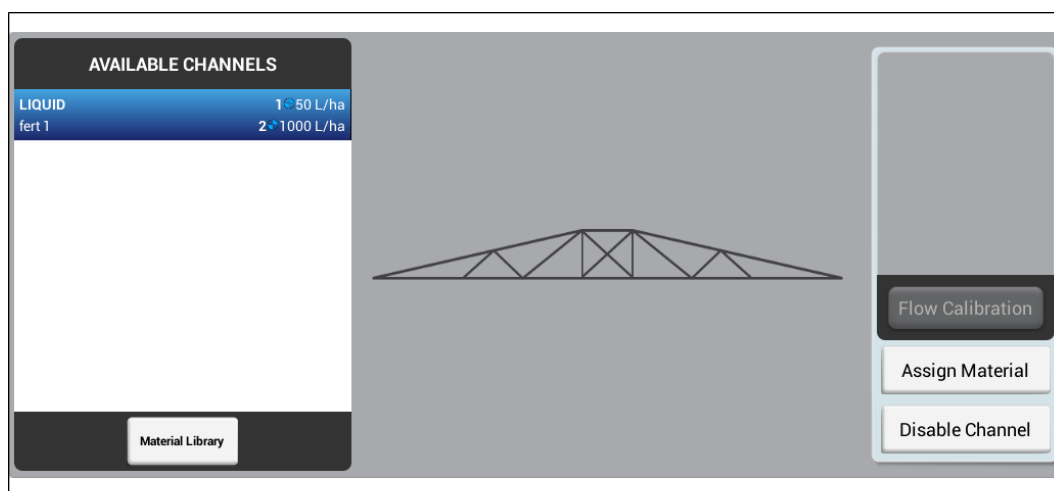 AVAILABLE CHANNELS
LIQUID 1 50 L/ha
fert 1 2 1000 L/ha
Material Library
Flow Calibration
Assign Material
Disable Channel